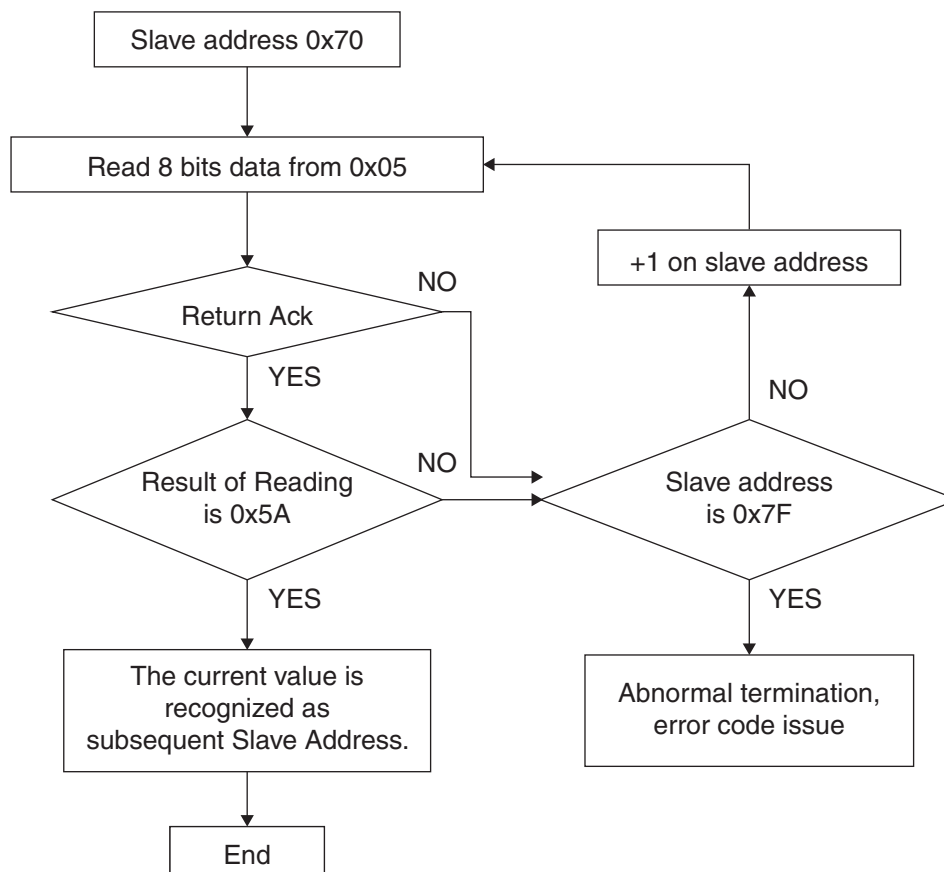 Slave address 0x70
Read 8 bits data from 0x05
+1 on slave address
NO
Return Ack
YES
NO
NO
Result of Reading
is 0x5A
Slave address
is 0x7F
YES
YES
The current value is
recognized as
subsequent Slave Address.
Abnormal termination,
error code issue
End